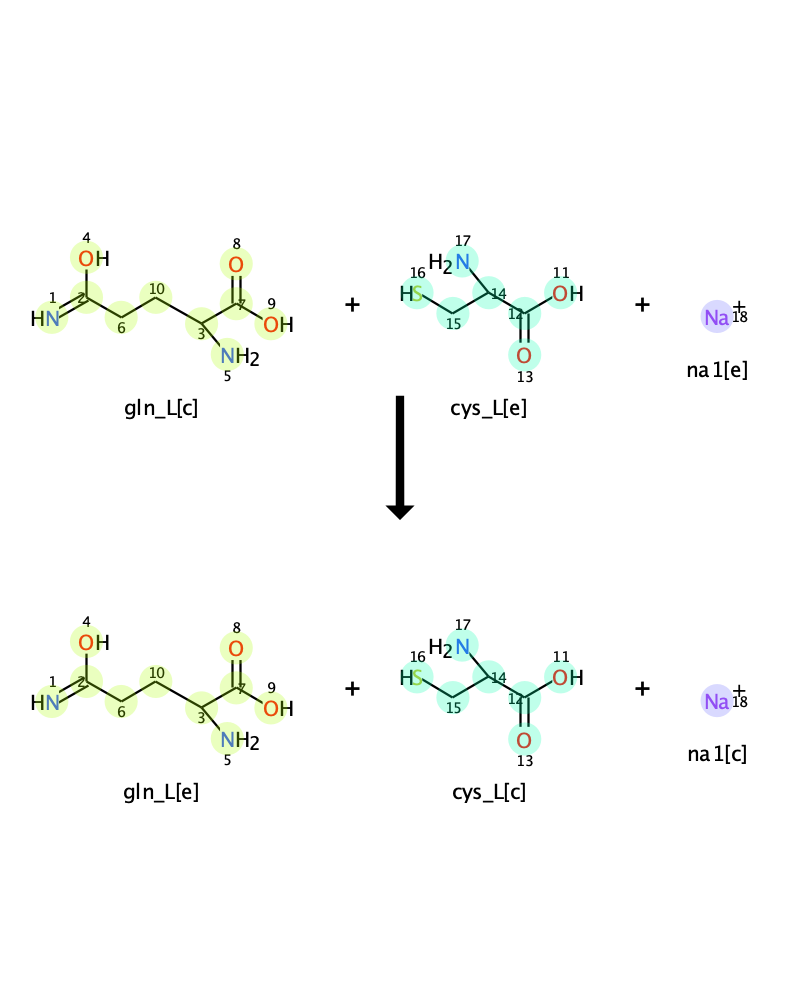 4 8 17
OH O H2N
1 2 10 7 9 16 14 11
HN 6 3 OH + HS 15 12 OH + Na+ 18
NH2 O
5 13
na1[e]
gln_L[c] cys_L[e]
4 8 17
OH O H2N
1 2 10 7 9 16 14 11
HN 6 3 OH + HS 15 12 OH + Na+ 18
NH2 O
5 13
na1[c]
gln_L[e] cys_L[c]